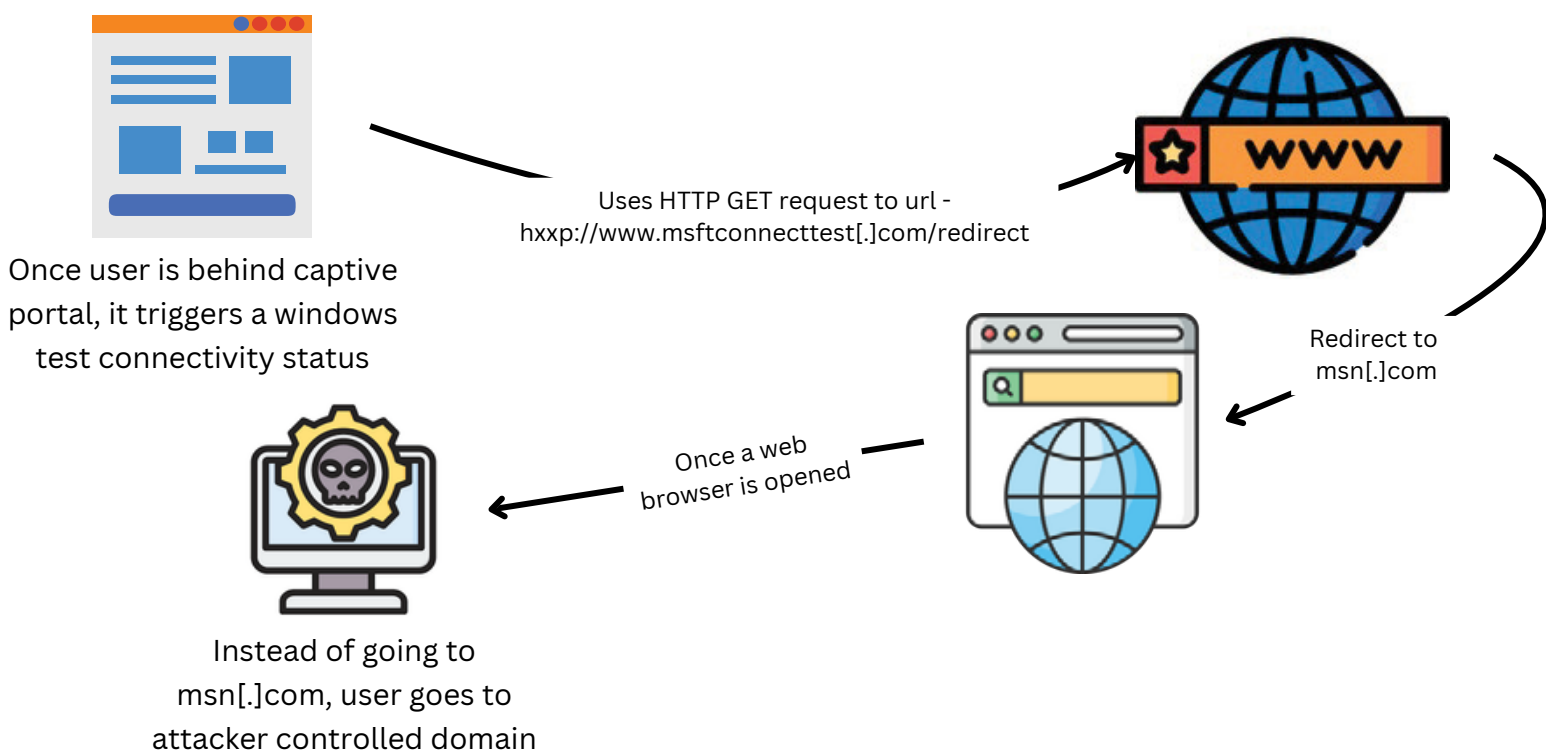 Once user is behind captive
portal, it triggers a windows
test connectivity status
Uses HTTP GET request to url -
hxxp://www.msftconnecttest[.]com/redirect
WWW
Redirect to
msn[.]com
Once a web
browser is opened
Instead of going to
msn[.]com, user goes to
attacker controlled domain